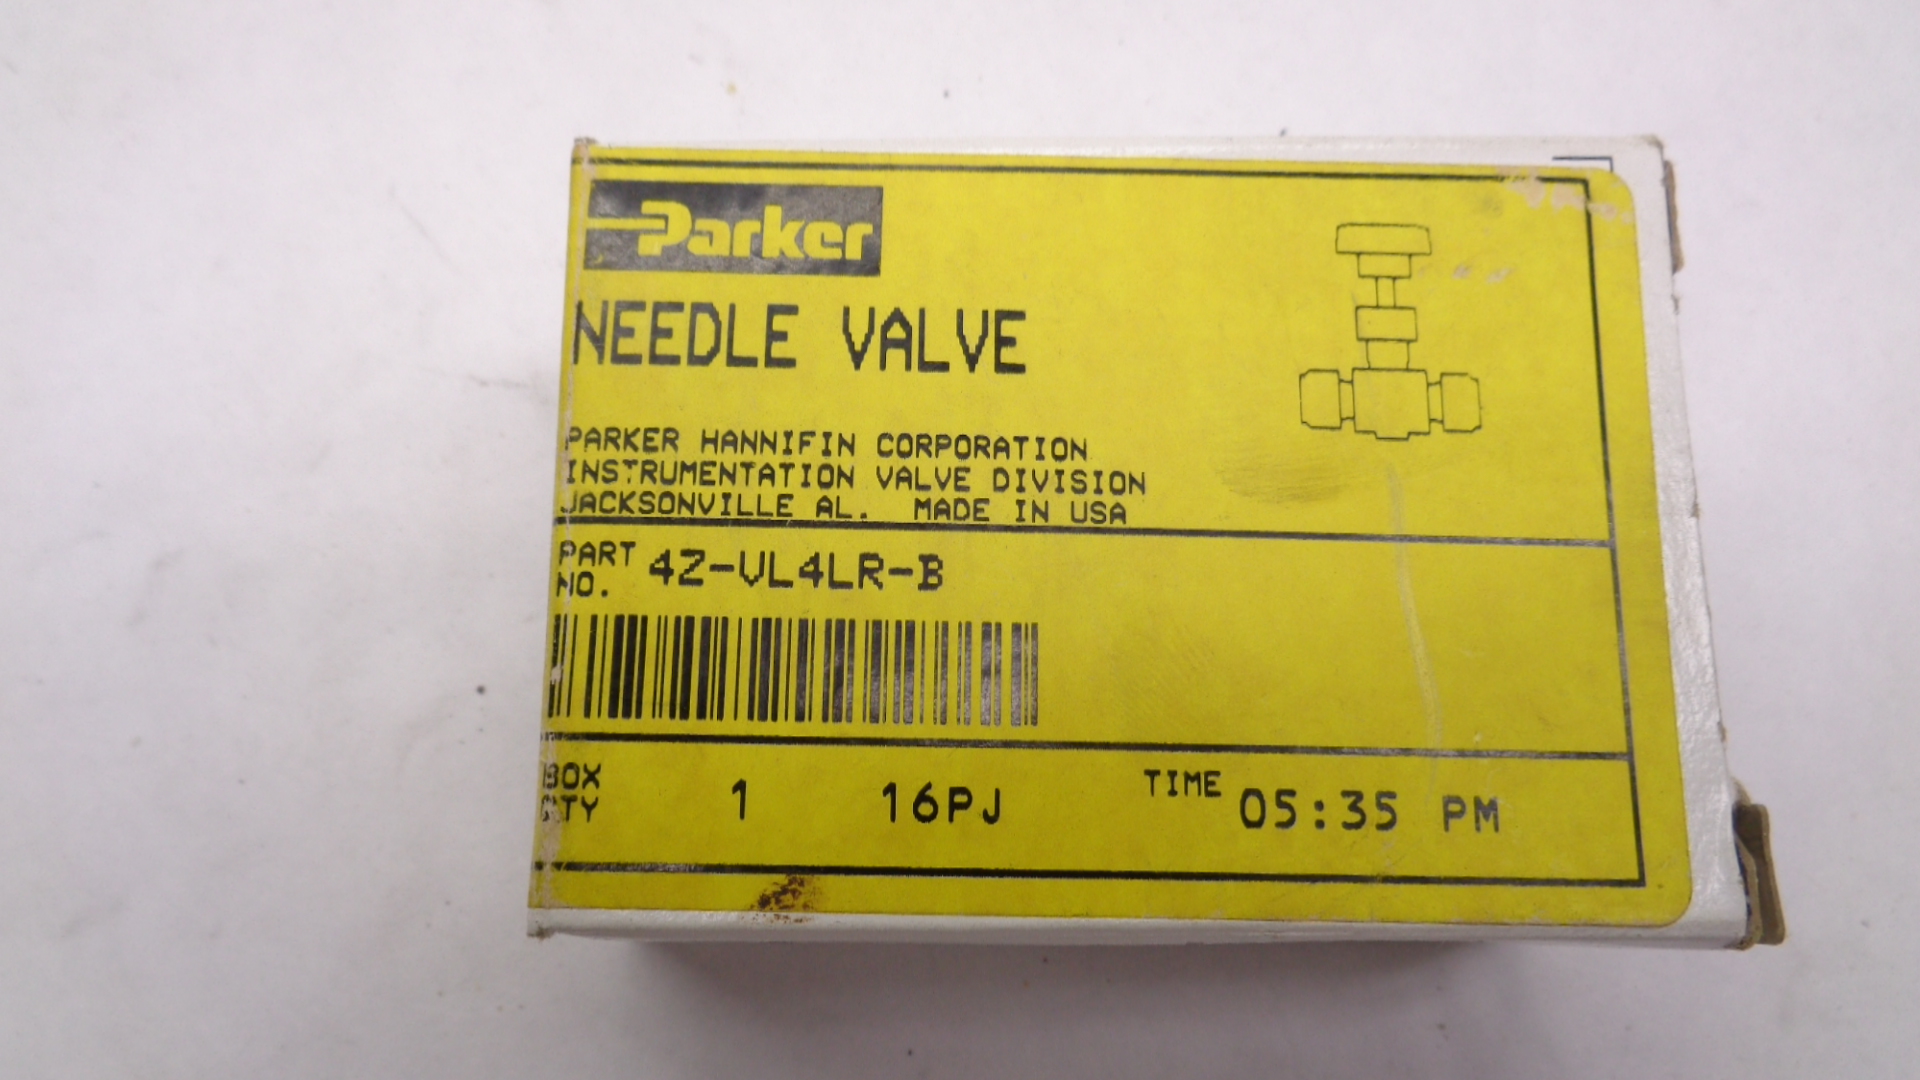 Parker
NEEDLE VALVE
PARKER HANNIFIN CORPORATION
INSTRUMENTATION VALVE DIVISION
JACKSONVILLE AL. MADE IN USA
PART NO. 4Z-VL4LR-B
BOX QTY 1 16PJ TIME 05:35 PM